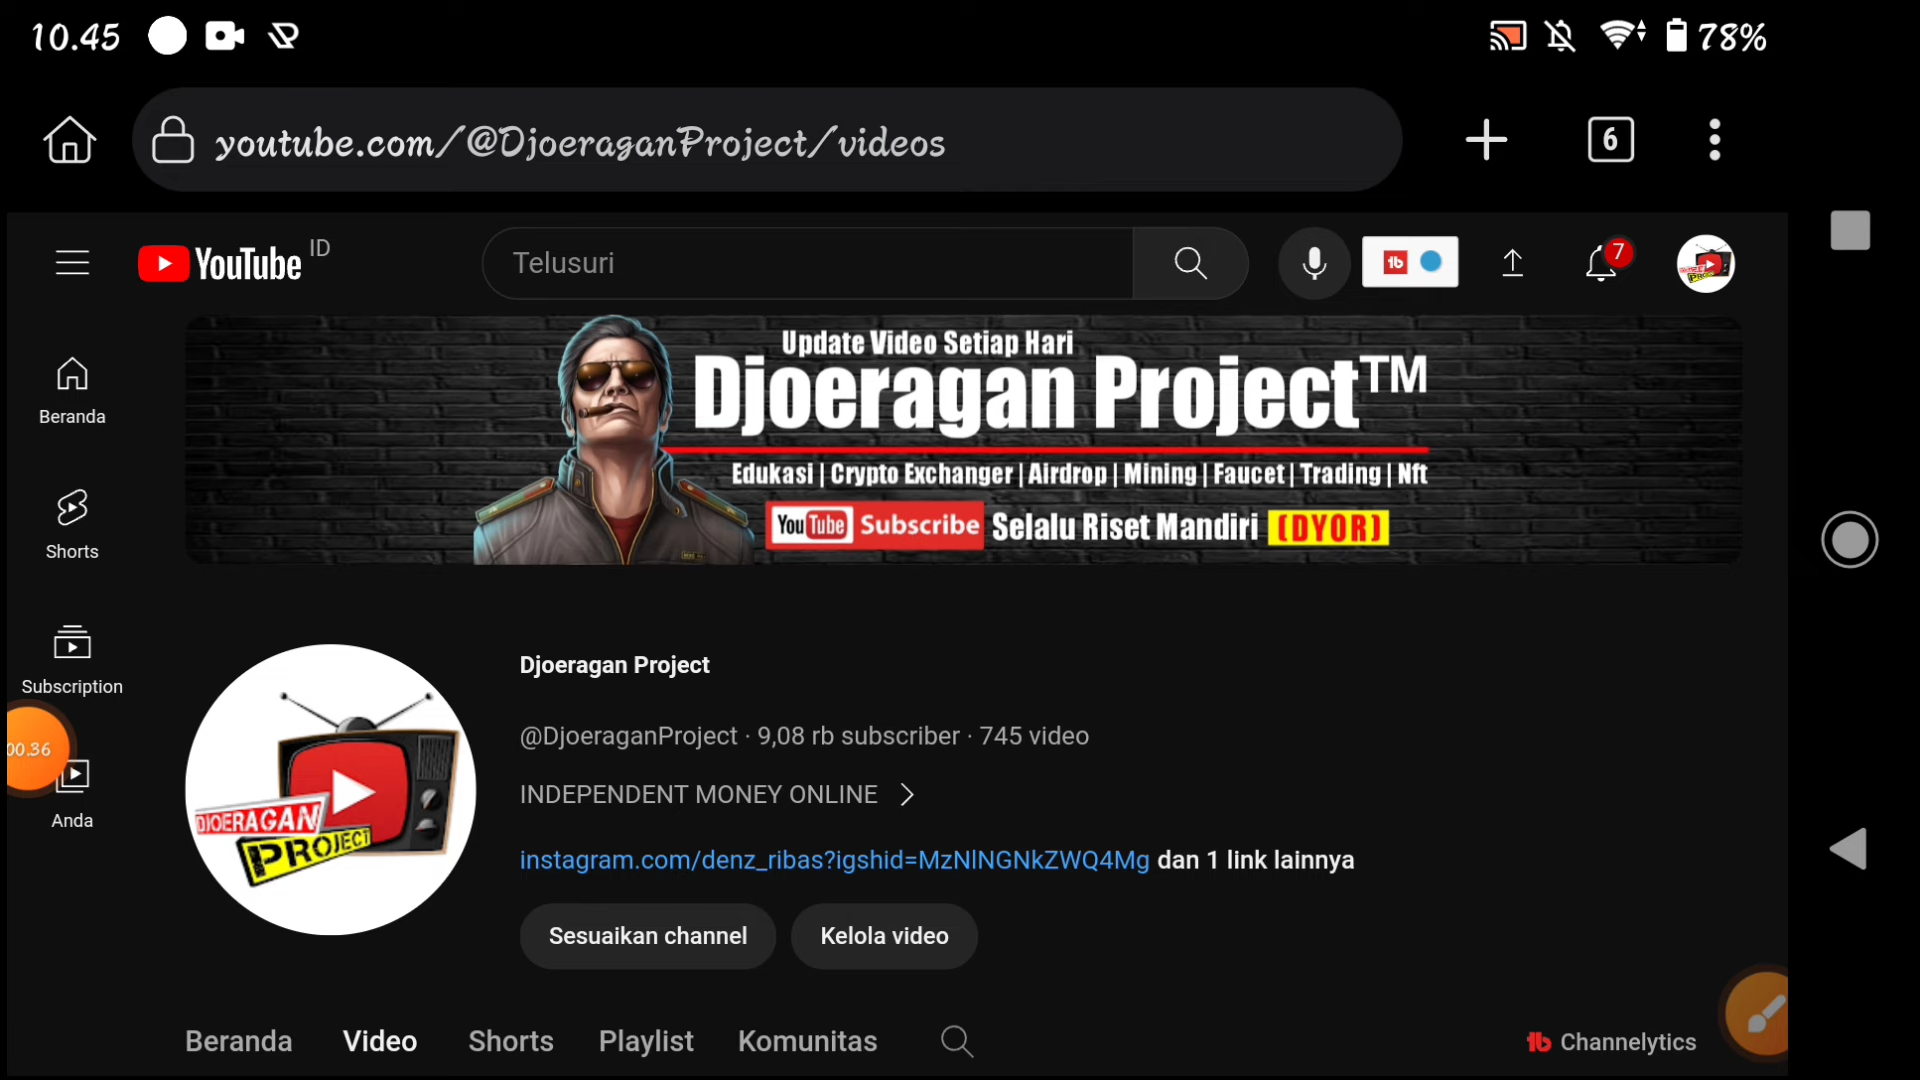 10.45
78%
youtube.com/@DjoeraganProject/videos
6
YouTube ID
Telusuri
7
Update Video Setiap Hari
Djoeragan Project™
Edukasi | Crypto Exchanger | Airdrop | Mining | Faucet | Trading | Nft
YouTube Subscribe Selalu Riset Mandiri (DYOR)
Beranda
Shorts
Subscription
00.36
Anda
DJOERAGAN
PROJECT
Djoeragan Project
@DjoeraganProject · 9,08 rb subscriber · 745 video
INDEPENDENT MONEY ONLINE
instagram.com/denz_ribas?igshid=MzNlNGNkZWQ4Mg dan 1 link lainnya
Sesuaikan channel
Kelola video
Beranda Video Shorts Playlist Komunitas
Channelytics